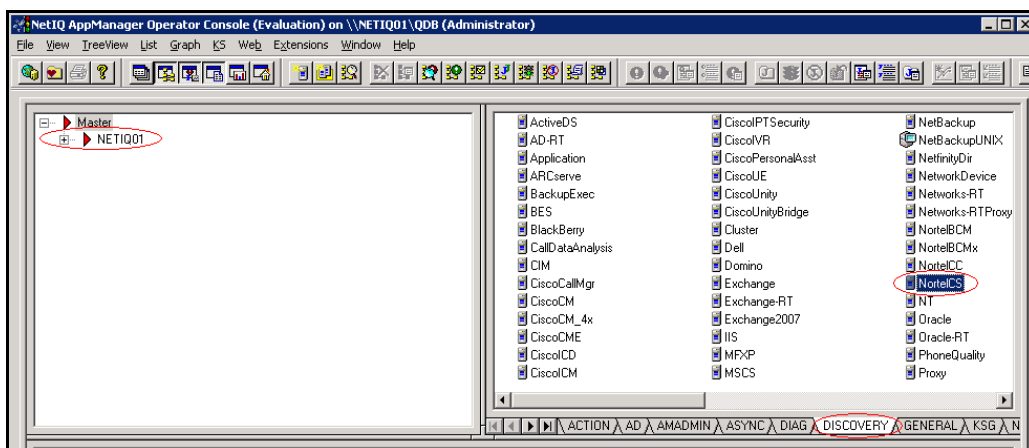 NetIQ AppManager Operator Console (Evaluation) on \\NETIQ01\QDB (Administrator)
File View TreeView List Graph KS Web Extensions Window Help
Master
NETIQ01
ActiveDS
AD-RT
Application
ARCserve
BackupExec
BES
BlackBerry
CallDataAnalysis
CIM
CiscoCallMgr
CiscoCM
CiscoCM_4x
CiscoCME
CiscoICD
CiscoICM
CiscoIPTSecurity
CiscoIVR
CiscoPersonalAsst
CiscoUE
CiscoUnity
CiscoUnityBridge
Cluster
Dell
Domino
Exchange
Exchange-RT
Exchange2007
IIS
MFXP
MSCS
NetBackup
NetBackupUNIX
NetfinityDir
NetworkDevice
Networks-RT
Networks-RTProxy
NortelBCM
NortelBCMx
NortelCC
NortelCS
NT
Oracle
Oracle-RT
PhoneQuality
Proxy
ACTION AD AMADMIN ASYNC DIAG DISCOVERY GENERAL KSG N